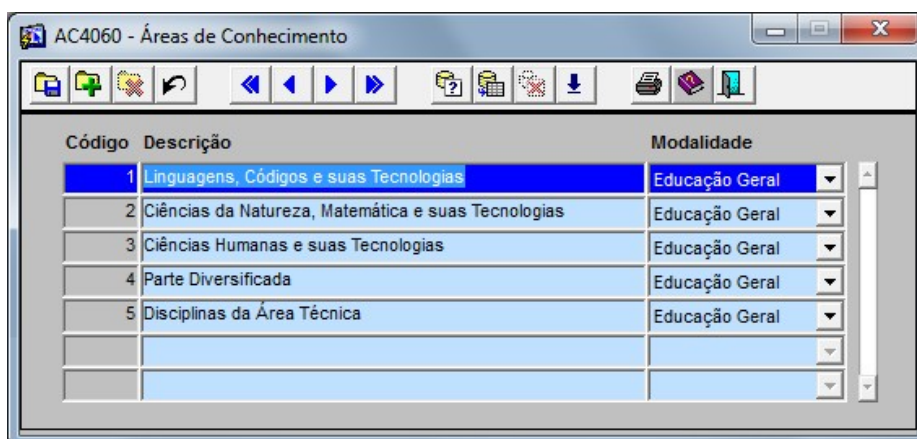 AC4060 - Áreas de Conhecimento
Código Descrição Modalidade
1 Linguagens, Códigos e suas Tecnologias Educação Geral
2 Ciências da Natureza, Matemática e suas Tecnologias Educação Geral
3 Ciências Humanas e suas Tecnologias Educação Geral
4 Parte Diversificada Educação Geral
5 Disciplinas da Área Técnica Educação Geral